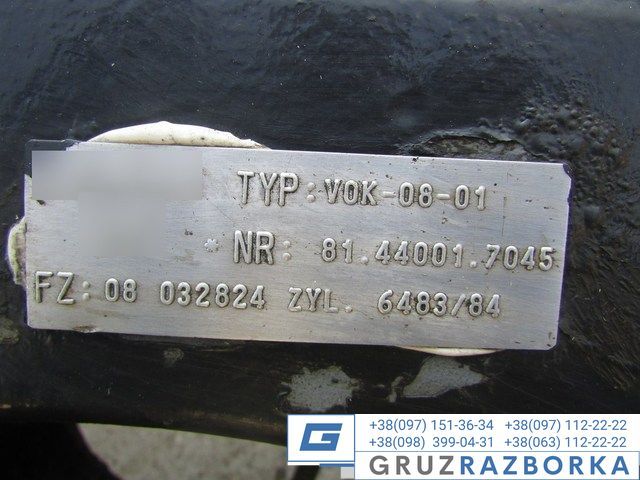 TYP: VOK-08-01
* NR: 81.44001.7045
FZ: 08 032824 ZYL. 6483/84
+38(097) 151-36-34 +38(097) 112-22-22
+38(098) 399-04-31 +38(063) 112-22-22
G GRUZRAZBORKA